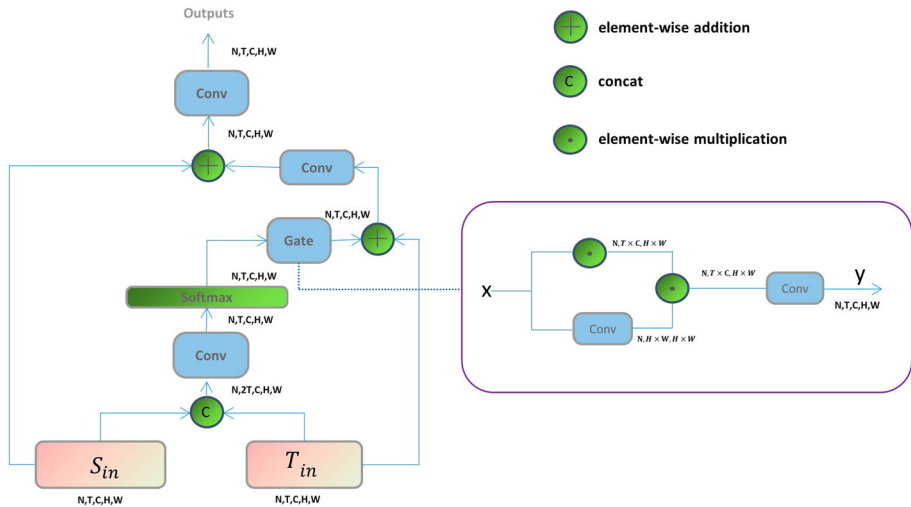 Outputs
N,T,C,H,W
Conv
N,T,C,H,W
Conv
N,T,C,H,W
Gate
N,T,C,H,W
Softmax
N,T,C,H,W
Conv
N,2T,C,H,W
C
S_in
T_in
N,T,C,H,W
N,T,C,H,W
element-wise addition
C
concat
element-wise multiplication
N,T × C,H × W
N,T × C,H × W
X
Conv
y
Conv
N,T,C,H,W
N,H × W,H × W